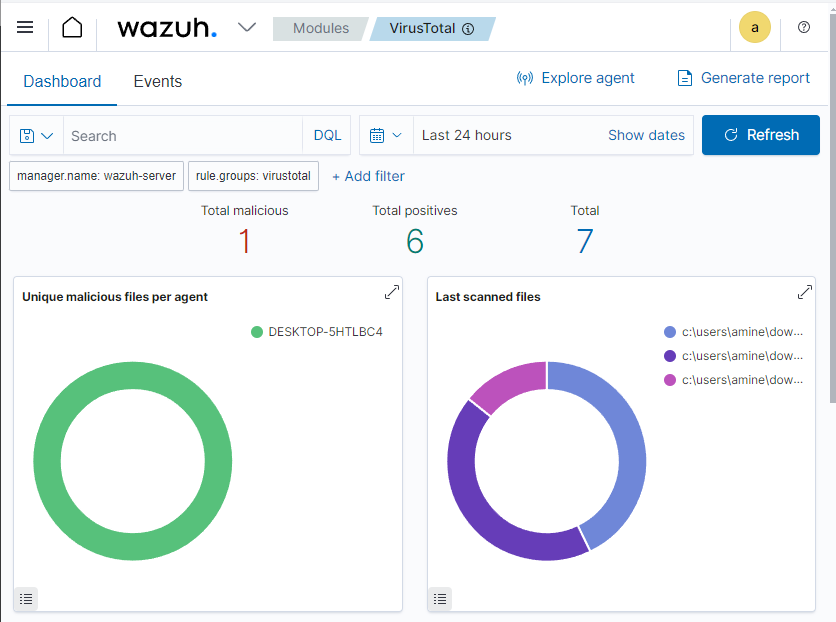 wazuh.
Modules
VirusTotal
a
Dashboard
Events
Explore agent
Generate report
Search
DQL
Last 24 hours
Show dates
Refresh
manager.name: wazuh-server
rule.groups: virustotal
+ Add filter
Total malicious
1
Total positives
6
Total
7
Unique malicious files per agent
DESKTOP-5HTLBC4
Last scanned files
c:\users\amine\dow...
c:\users\amine\dow...
c:\users\amine\dow...